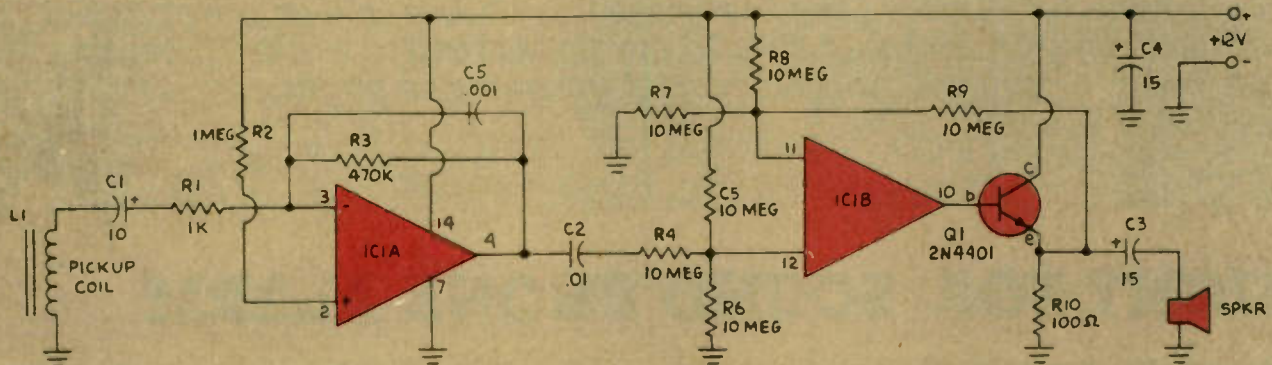 L1
PICKUP
COIL
C1
+
10
R1
1K
1 MEG
R2
C5
.001
R3
470K
3
-
2
+
IC1A
14
4
7
C2
.01
R4
10 MEG
C5
10 MEG
R6
10 MEG
R7
10 MEG
R8
10 MEG
R9
10 MEG
11
12
IC1B
10
b
c
e
Q1
2N4401
R10
100Ω
+
C3
15
SPKR
+
C4
15
+
+12V
-